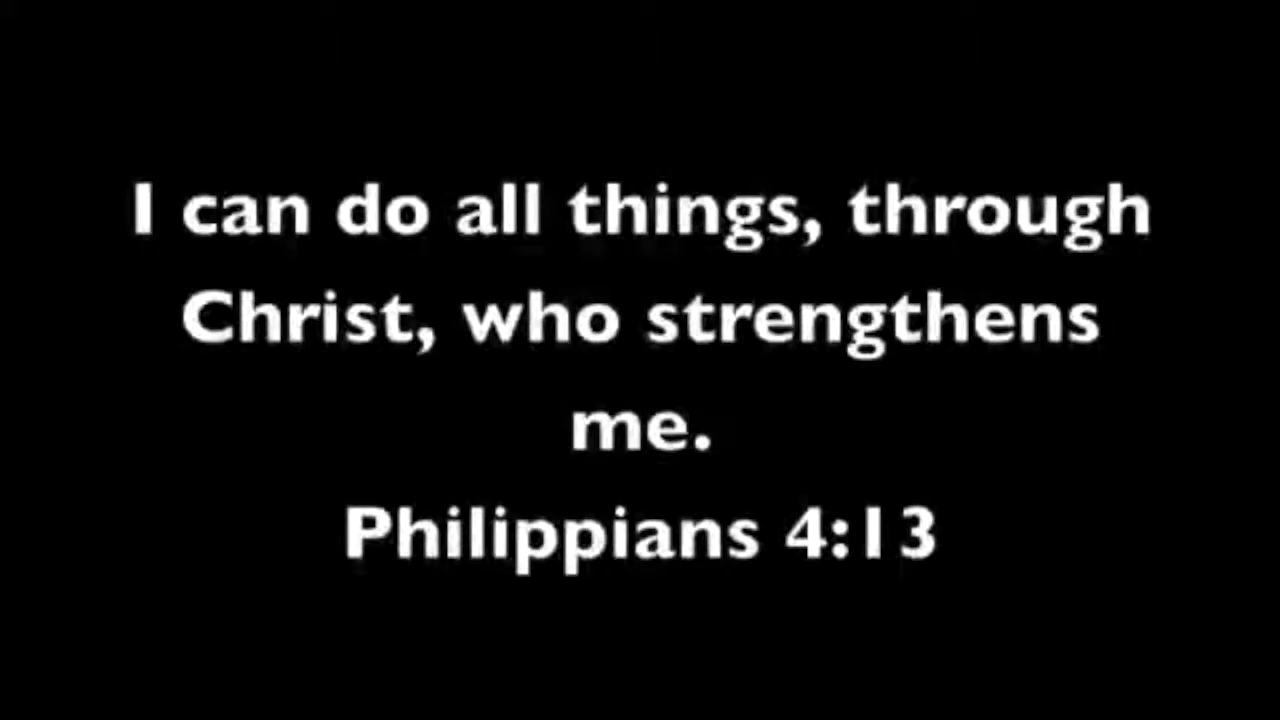 I can do all things, through
Christ, who strengthens
me.
Philippians 4:13